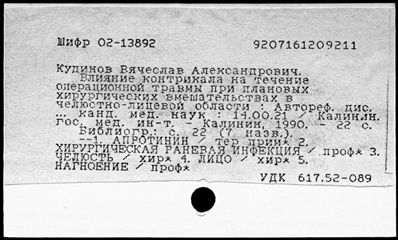 Шифр 02-13892 9207161209211
Кудинов Вячеслав Александрович.
Влияние контрикала на течение
операционной травмы при плановых
хирургических вмешательствах в
челюстно-лицевой области : Автореф. дис.
... канд. мед. наук : 14.00.21 / Калинин.
гос. мед. ин-т. - Калинин, 1990. - 22 с.
Библиогр.: с. 22 (7 назв.).
--1. АПРОТИНИН - тер прим* 2.
ХИРУРГИЧЕСКАЯ РАНЕВАЯ ИНФЕКЦИЯ / проф* 3.
ЧЕЛЮСТЬ / хир* 4. ЛИЦО / хир* 5.
НАГНОЕНИЕ / проф*
УДК 617.52-089